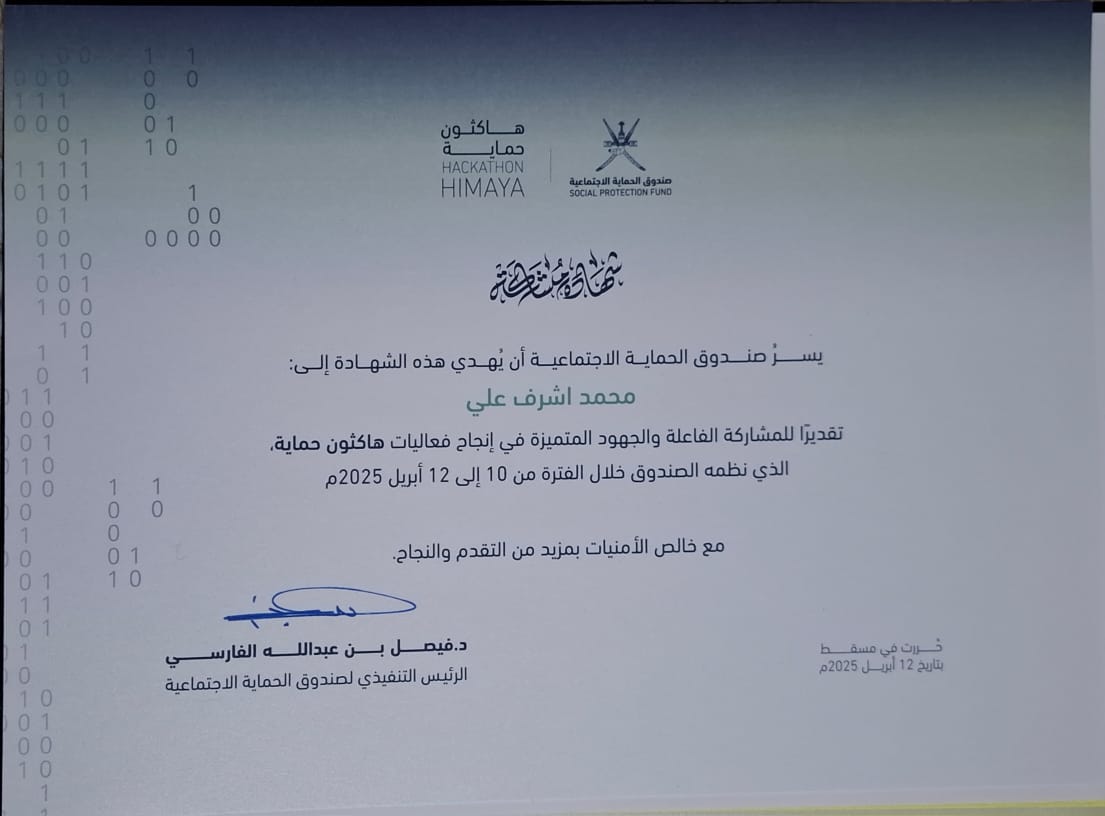 هاكثون
حماية
HACKATHON
HIMAYA
صندوق الحماية الاجتماعية
SOCIAL PROTECTION FUND
شهادة مشاركة
يسرُّ صندوق الحماية الاجتماعية أن يُهدي هذه الشهادة إلى:
محمد اشرف علي
تقديرًا للمشاركة الفاعلة والجهود المتميزة في إنجاح فعاليات هاكثون حماية،
الذي نظمه الصندوق خلال الفترة من 10 إلى 12 أبريل 2025م
مع خالص الأمنيات بمزيد من التقدم والنجاح.
د.فيصل بن عبدالله الفارسي
الرئيس التنفيذي لصندوق الحماية الاجتماعية
حُررت في مسقط
بتاريخ 12 أبريل 2025م